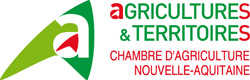 AGRICULTURES
& TERRITOIRES
CHAMBRE D'AGRICULTURE
NOUVELLE-AQUITAINE